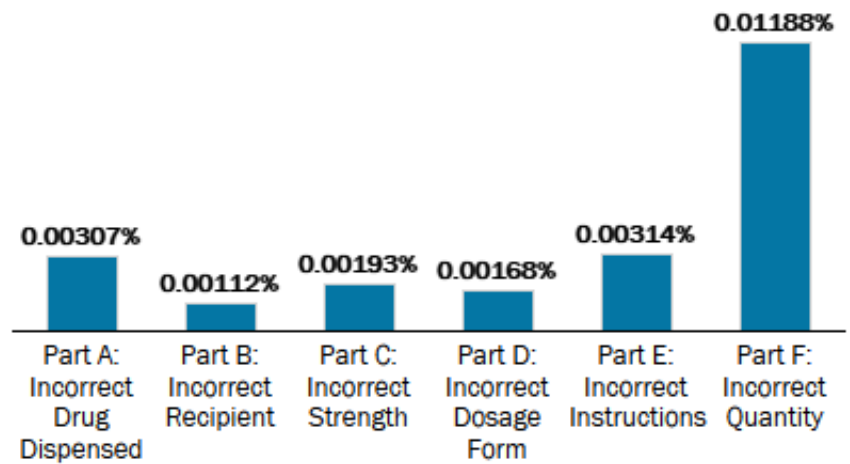 0.01188%
0.00307%
0.00112%
0.00193%
0.00168%
0.00314%
Part A:
Incorrect
Drug
Dispensed
Part B:
Incorrect
Recipient
Part C:
Incorrect
Strength
Part D:
Incorrect
Dosage
Form
Part E:
Incorrect
Instructions
Part F:
Incorrect
Quantity